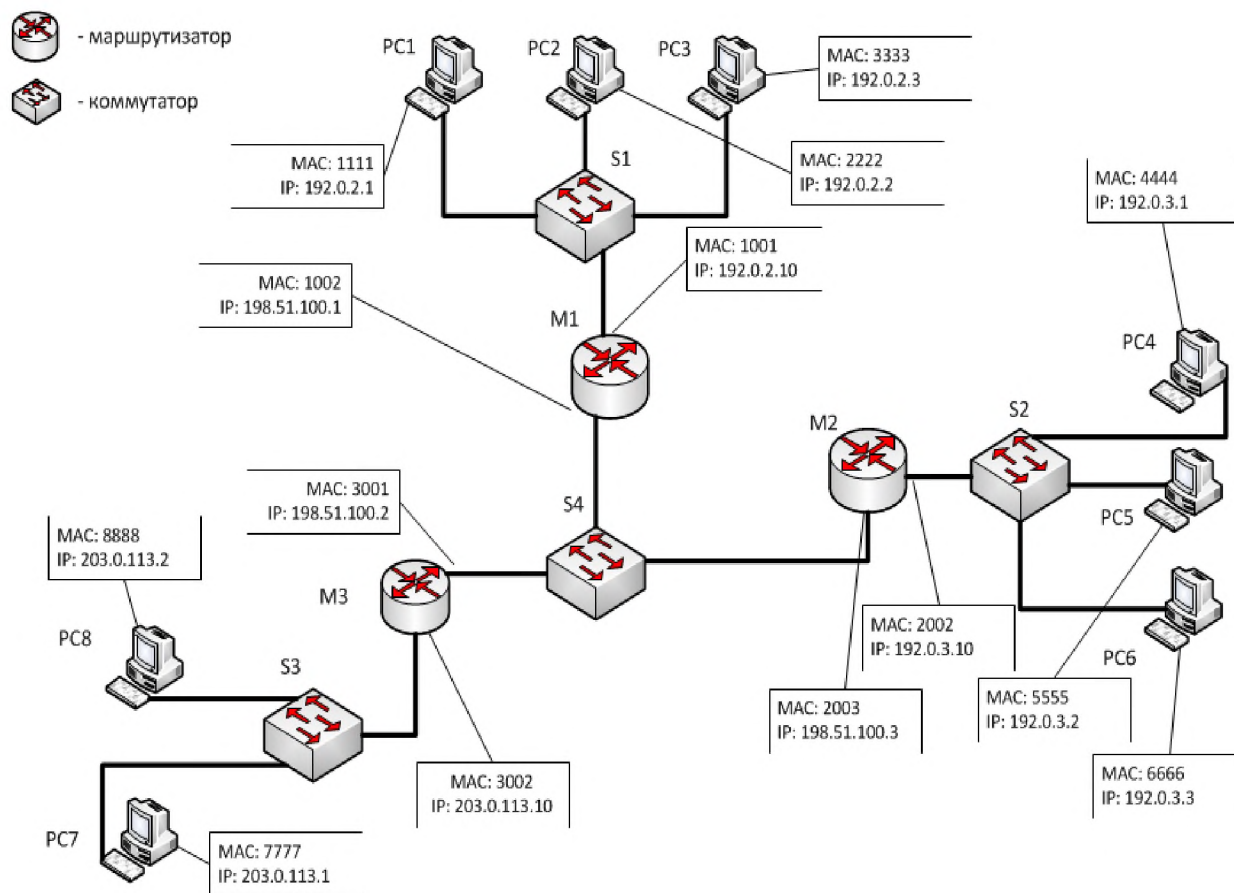 - маршрутизатор
- коммутатор
PC1
PC2
PC3
MAC: 3333
IP: 192.0.2.3
MAC: 1111
IP: 192.0.2.1
S1
MAC: 2222
IP: 192.0.2.2
MAC: 4444
IP: 192.0.3.1
MAC: 1001
IP: 192.0.2.10
MAC: 1002
IP: 198.51.100.1
M1
PC4
M2
S2
MAC: 3001
IP: 198.51.100.2
S4
PC5
MAC: 8888
IP: 203.0.113.2
M3
MAC: 2002
IP: 192.0.3.10
PC6
PC8
S3
MAC: 2003
IP: 198.51.100.3
MAC: 5555
IP: 192.0.3.2
MAC: 3002
IP: 203.0.113.10
MAC: 6666
IP: 192.0.3.3
PC7
MAC: 7777
IP: 203.0.113.1